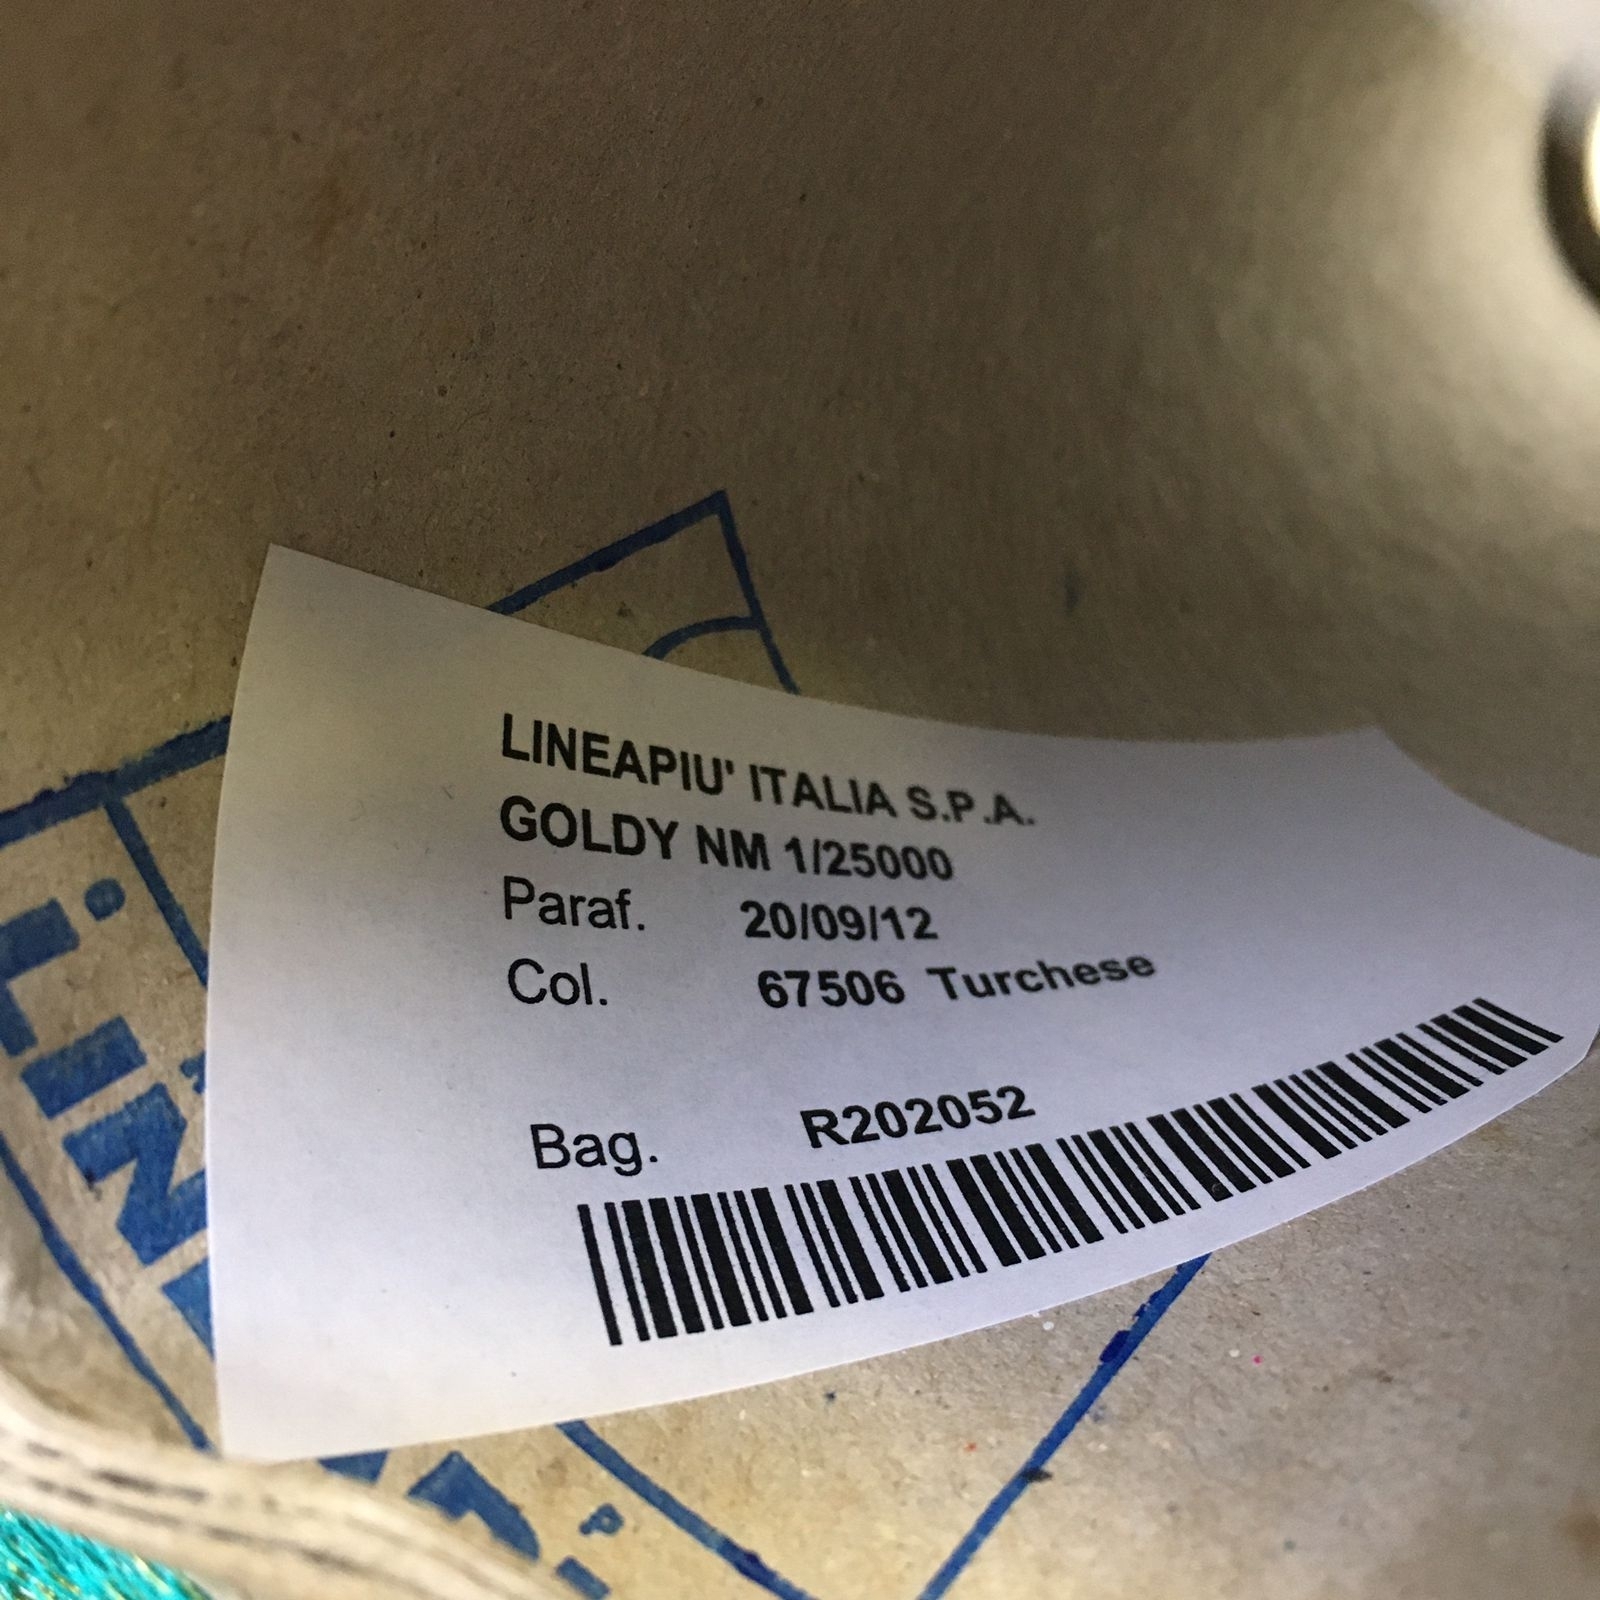 LINEAPIU' ITALIA S.P.A.
GOLDY NM 1/25000
Paraf. 20/09/12
Col. 67506 Turchese
Bag. R202052